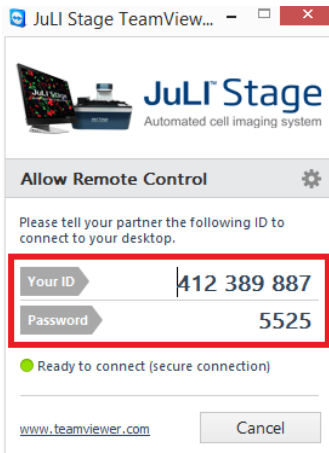 JuLI Stage TeamView...
JuLI™ Stage
Automated cell imaging system
Allow Remote Control
Please tell your partner the following ID to
connect to your desktop.
Your ID 412 389 887
Password 5525
Ready to connect (secure connection)
www.teamviewer.com Cancel